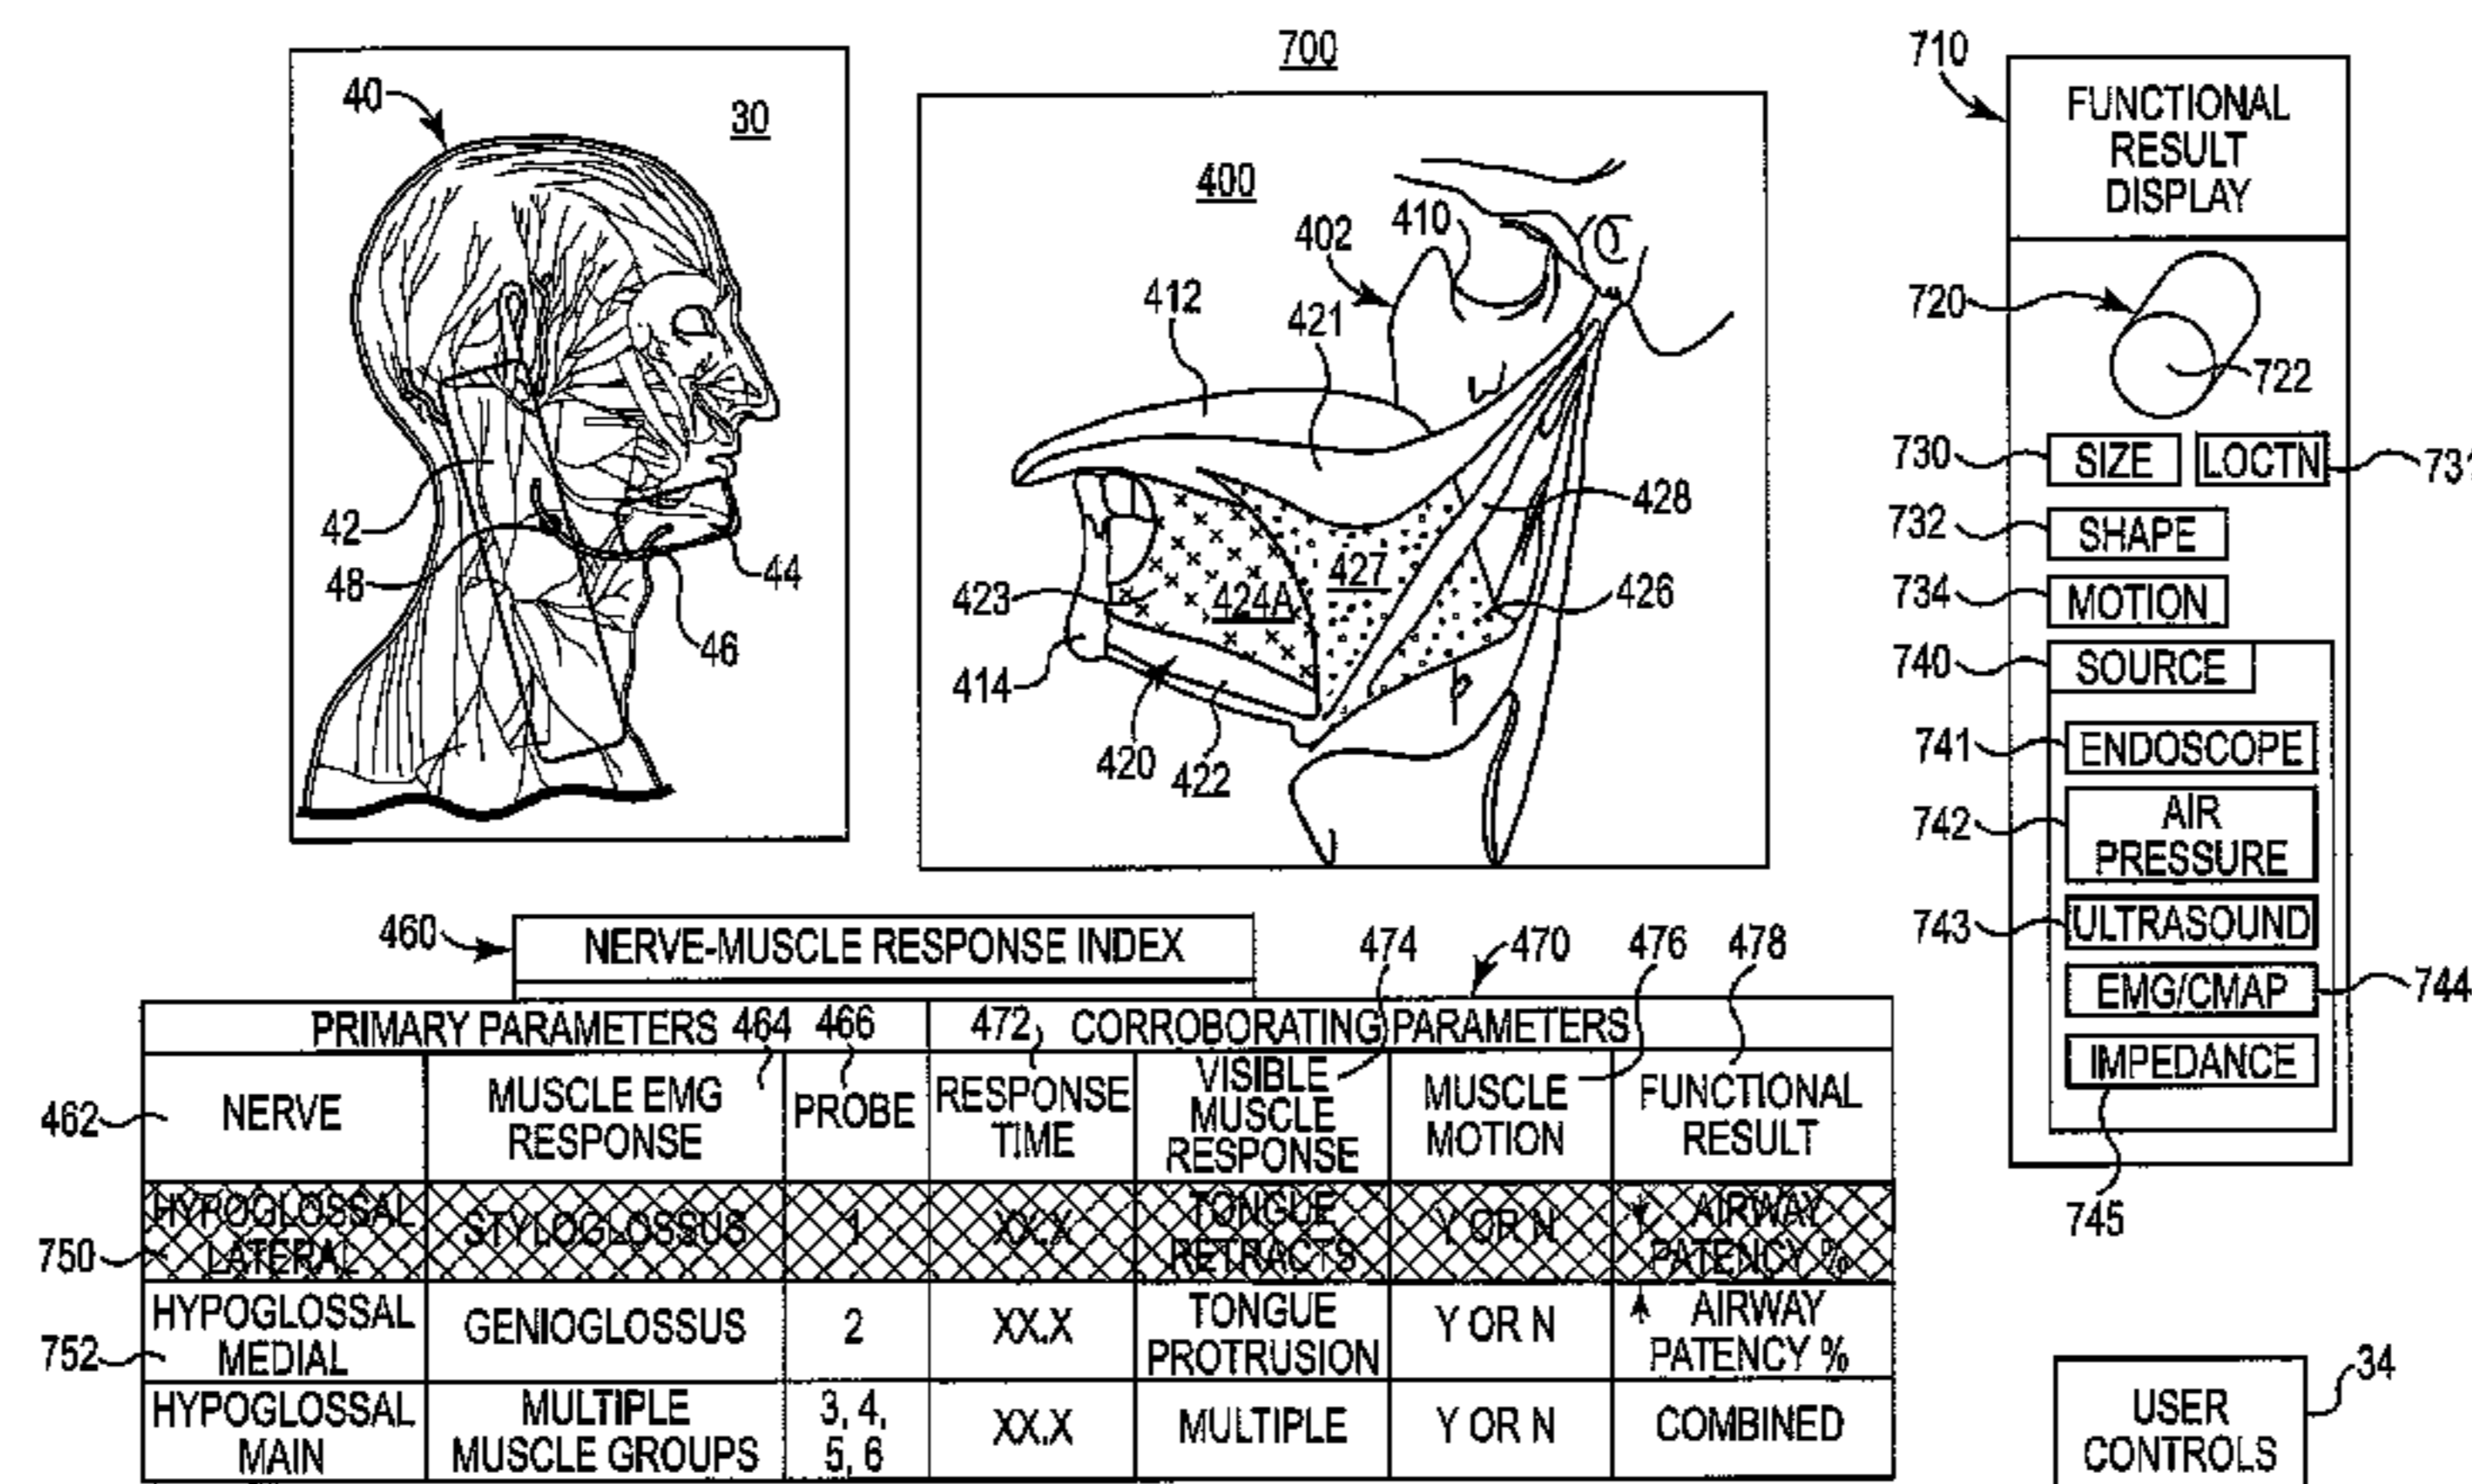 700
40
30
42
48
44
46
400
402
410
412
421
428
427
424A
423
426
414
420
422
710
FUNCTIONAL
RESULT
DISPLAY
720
722
730
SIZE
LOCTN
731
732
SHAPE
734
MOTION
740
SOURCE
741
ENDOSCOPE
742
AIR
PRESSURE
743
ULTRASOUND
EMG/CMAP
744
IMPEDANCE
745
460
NERVE-MUSCLE RESPONSE INDEX
474
470
476
478
PRIMARY PARAMETERS
464
466
472
CORROBORATING PARAMETERS
462
NERVE
MUSCLE EMG
RESPONSE
PROBE
RESPONSE
TIME
VISIBLE
MUSCLE
RESPONSE
MUSCLE
MOTION
FUNCTIONAL
RESULT
750
HYPOGLOSSAL
LATERAL
STYLOGLOSSUS
1
XX.X
TONGUE
RETRACTS
Y OR N
↓ AIRWAY
PATENCY %
752
HYPOGLOSSAL
MEDIAL
GENIOGLOSSUS
2
XX.X
TONGUE
PROTRUSION
Y OR N
↑ AIRWAY
PATENCY %
HYPOGLOSSAL
MAIN
MULTIPLE
MUSCLE GROUPS
3, 4,
5, 6
XX.X
MULTIPLE
Y OR N
COMBINED
34
USER
CONTROLS